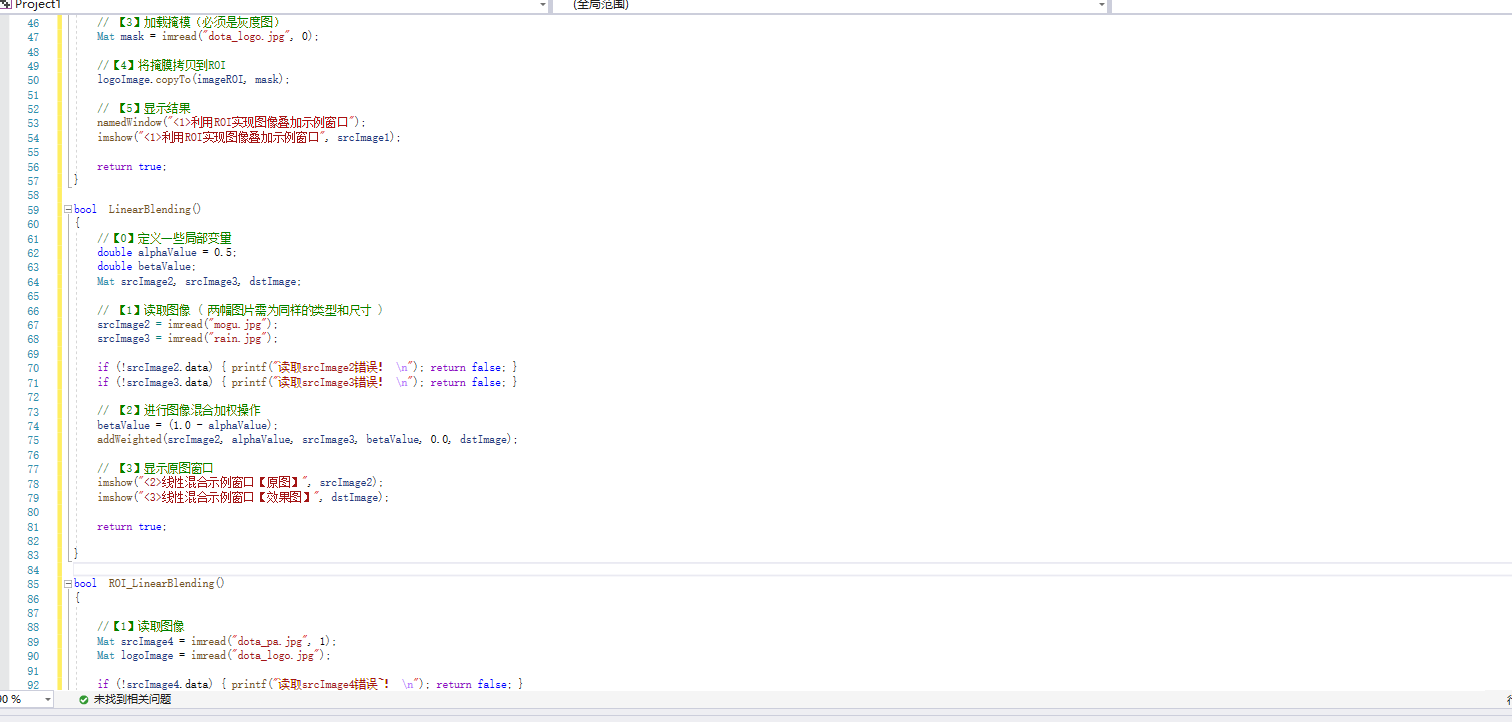 Project1
(全局范围)
46 // 【3】加载掩模（必须是灰度图）
47 Mat mask = imread("dota_logo.jpg", 0);
48
49 //【4】将掩膜拷贝到ROI
50 logoImage.copyTo(imageROI, mask);
51
52 // 【5】显示结果
53 namedWindow("<1>利用ROI实现图像叠加示例窗口");
54 imshow("<1>利用ROI实现图像叠加示例窗口", srcImage1);
55
56 return true;
57 }
58
59 bool  LinearBlending()
60 {
61 //【0】定义一些局部变量
62 double alphaValue = 0.5;
63 double betaValue;
64 Mat srcImage2, srcImage3, dstImage;
65
66 // 【1】读取图像 ( 两幅图片需为同样的类型和尺寸 )
67 srcImage2 = imread("mogu.jpg");
68 srcImage3 = imread("rain.jpg");
69
70 if (!srcImage2.data) { printf("读取srcImage2错误！ \n"); return false; }
71 if (!srcImage3.data) { printf("读取srcImage3错误！ \n"); return false; }
72
73 // 【2】进行图像混合加权操作
74 betaValue = (1.0 - alphaValue);
75 addWeighted(srcImage2, alphaValue, srcImage3, betaValue, 0.0, dstImage);
76
77 // 【3】显示原图窗口
78 imshow("<2>线性混合示例窗口【原图】", srcImage2);
79 imshow("<3>线性混合示例窗口【效果图】", dstImage);
80
81 return true;
82
83 }
84
85 bool  ROI_LinearBlending()
86 {
87
88 //【1】读取图像
89 Mat srcImage4 = imread("dota_pa.jpg", 1);
90 Mat logoImage = imread("dota_logo.jpg");
91
92 if (!srcImage4.data) { printf("读取srcImage4错误~！ \n"); return false; }
未找到相关问题